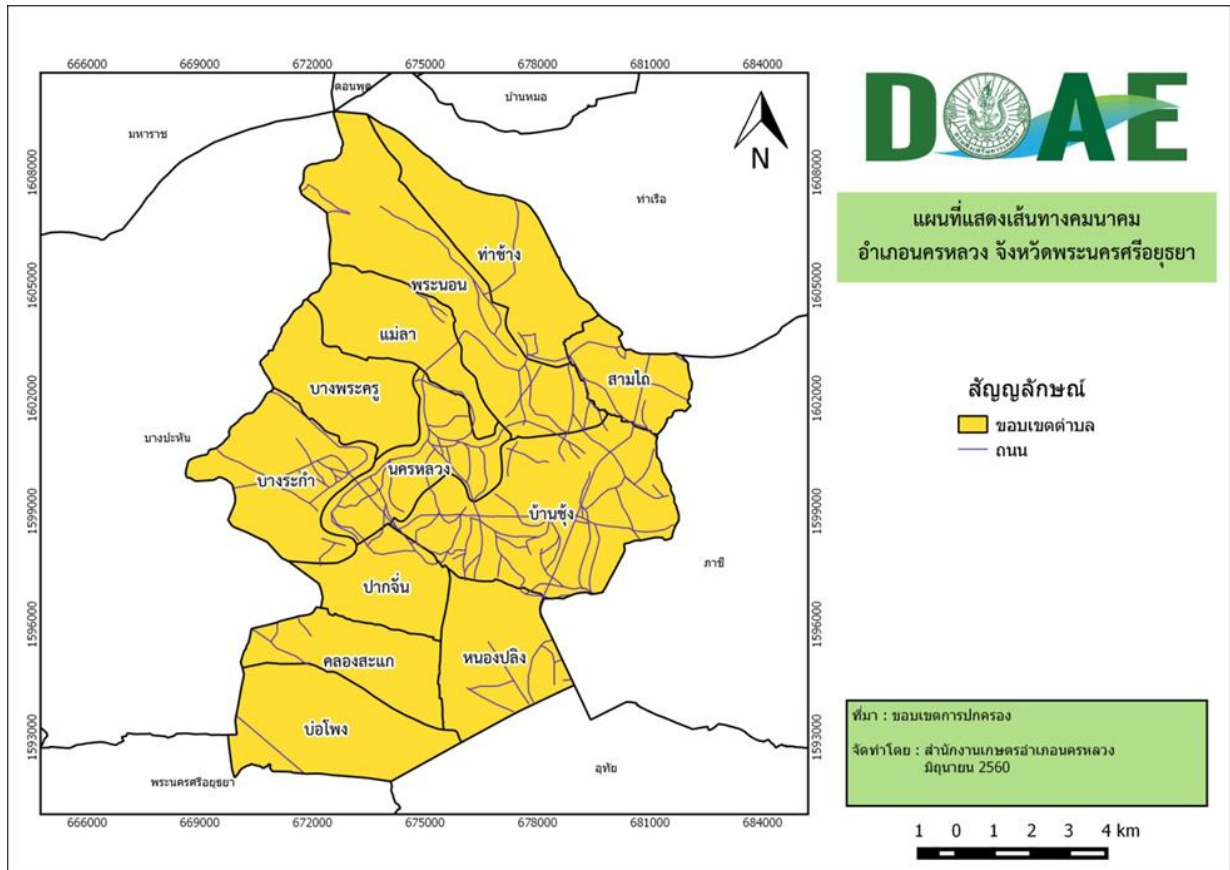 666000 669000 672000 675000 678000 681000 684000
DOAE
แผนที่แสดงเส้นทางคมนาคม
อำเภอนครหลวง จังหวัดพระนครศรีอยุธยา
ดอนพุด
บ้านหมอ
มหาราช
N
ท่าเรือ
1608000
1608000
ท่าช้าง
พระนอน
1605000
1605000
แม่ลา
สามไถ
บางพระครู
1602000
1602000
บางปะหัน
นครหลวง
บางระกำ
บ้านชุ้ง
1599000
1599000
ภาชี
ปากจั่น
1596000
1596000
คลองสะแก
หนองปลิง
บ่อโพง
1593000
1593000
พระนครศรีอยุธยา
อุทัย
666000 669000 672000 675000 678000 681000 684000
สัญญลักษณ์
ขอบเขตตำบล
ถนน
ที่มา : ขอบเขตการปกครอง
จัดทำโดย : สำนักงานเกษตรอำเภอนครหลวง
มิถุนายน 2560
1 0 1 2 3 4 km